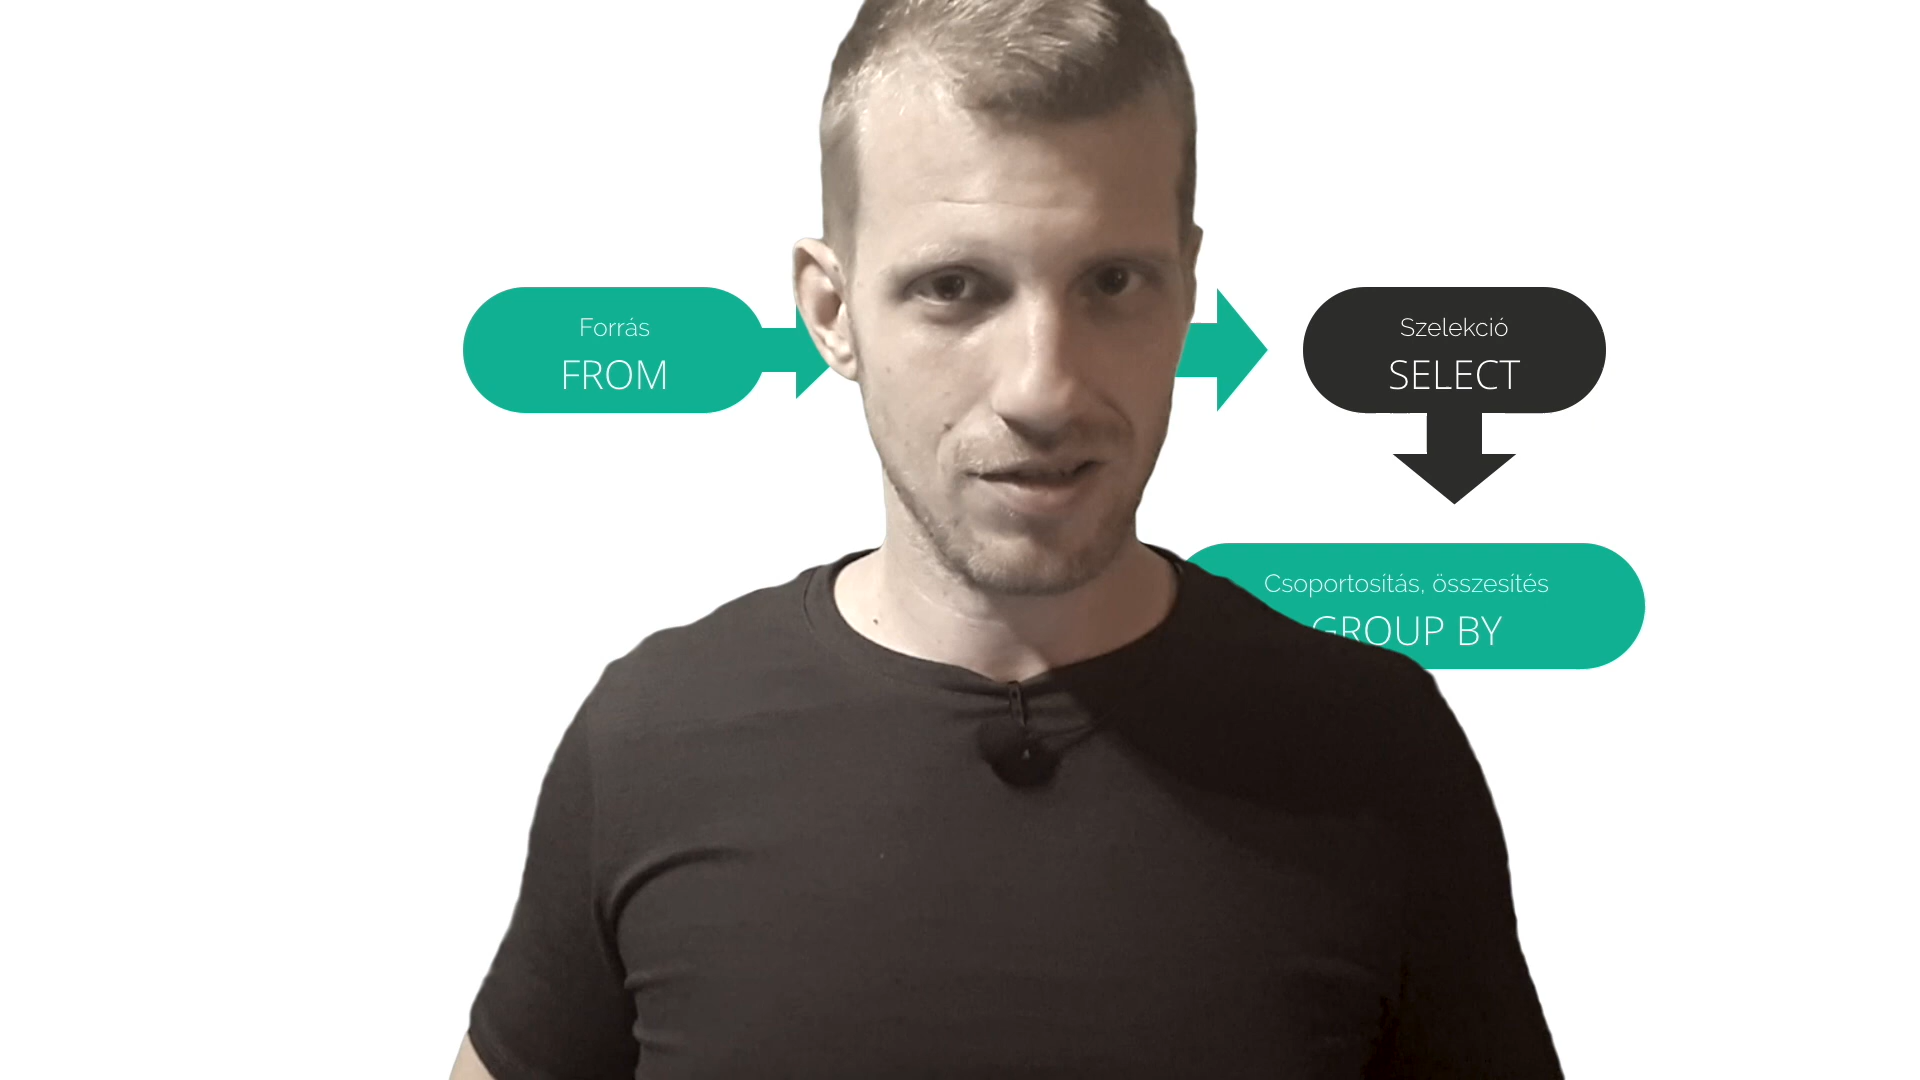 Forrás
FROM
Szelekció
SELECT
Csoportosítás, összesítés
GROUP BY